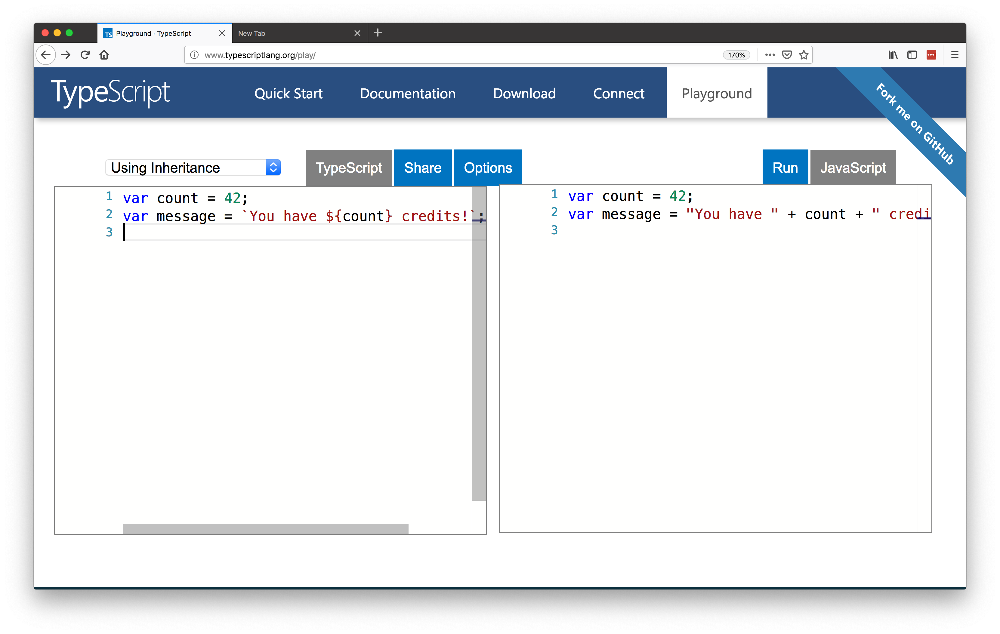 TS Playground · TypeScript New Tab
www.typescriptlang.org/play/ 170%
TypeScript Quick Start Documentation Download Connect Playground
Fork me on GitHub
Using Inheritance TypeScript Share Options Run JavaScript
1 var count = 42;
2 var message = `You have ${count} credits!`;
3
1 var count = 42;
2 var message = "You have " + count + " credi
3